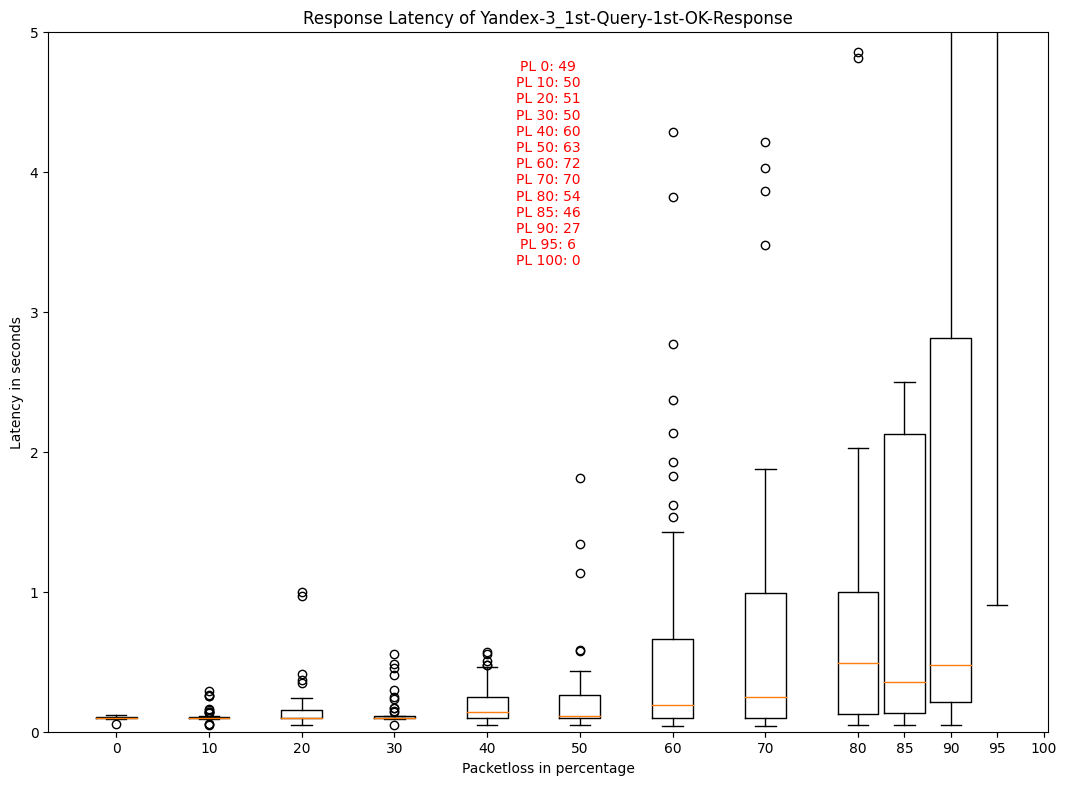 Response Latency of Yandex-3_1st-Query-1st-OK-Response
5
4
3
2
1
0
Latency in seconds
PL 0: 49
PL 10: 50
PL 20: 51
PL 30: 50
PL 40: 60
PL 50: 63
PL 60: 72
PL 70: 70
PL 80: 54
PL 85: 46
PL 90: 27
PL 95: 6
PL 100: 0
0 10 20 30 40 50 60 70 80 85 90 95 100
Packetloss in percentage